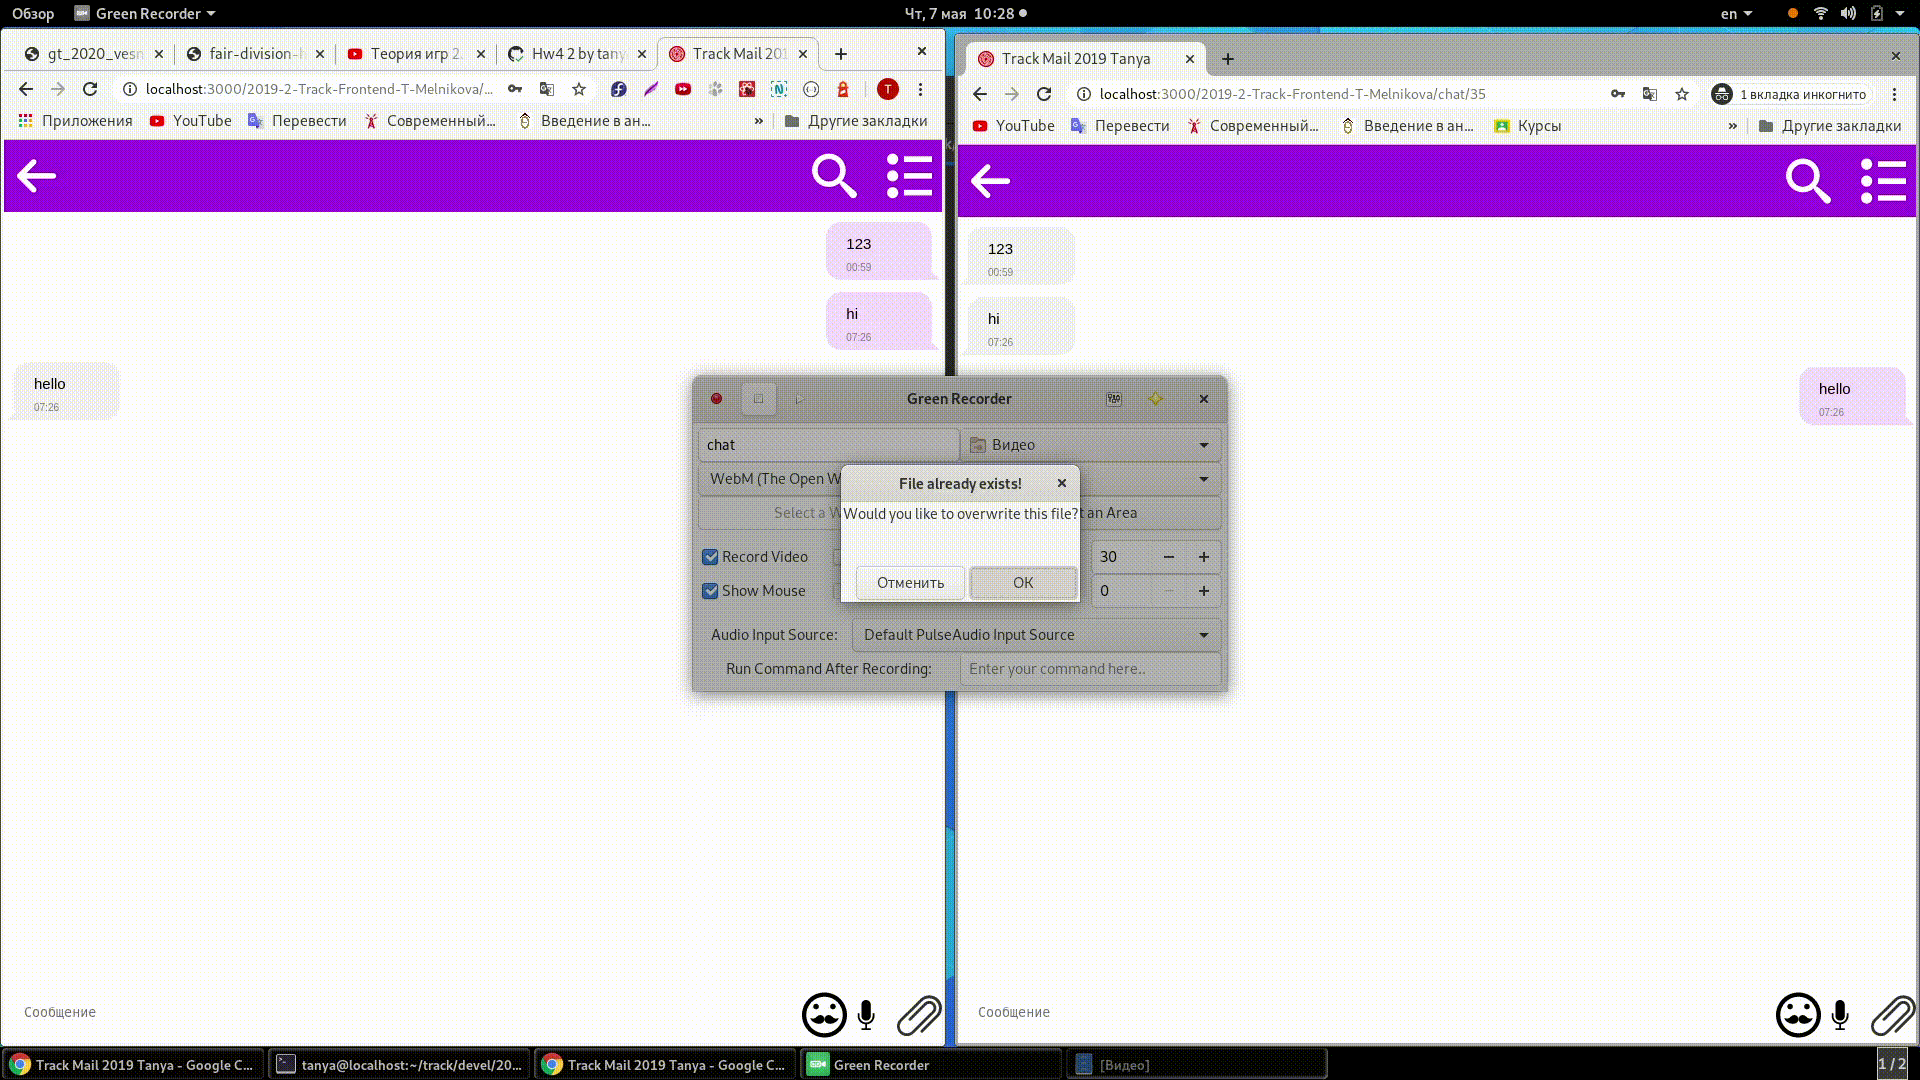 Обзор
Green Recorder
Чт, 7 мая 10:28
en
gt_2020_vesn
fair-division-
Теория игр 2.
Hw4 2 by tany
Track Mail 201
localhost:3000/2019-2-Track-Frontend-T-Melnikova/...
T
Приложения
YouTube
Перевести
Современный...
Введение в ан...
»
Другие закладки
123
00:59
hi
07:26
hello
07:26
Сообщение
Track Mail 2019 Tanya
localhost:3000/2019-2-Track-Frontend-T-Melnikova/chat/35
1 вкладка инкогнито
YouTube
Перевести
Современный...
Введение в ан...
Курсы
»
Другие закладки
123
00:59
hi
07:26
hello
07:26
Сообщение
Green Recorder
chat
Видео
WebM (The Open W
Select a W
t an Area
Record Video
30
Show Mouse
0
Audio Input Source:
Default PulseAudio Input Source
Run Command After Recording:
Enter your command here..
File already exists!
Would you like to overwrite this file?
Отменить
OK
Track Mail 2019 Tanya - Google C...
tanya@localhost:~/track/devel/20...
Track Mail 2019 Tanya - Google C...
Green Recorder
[Видео]
1 / 2